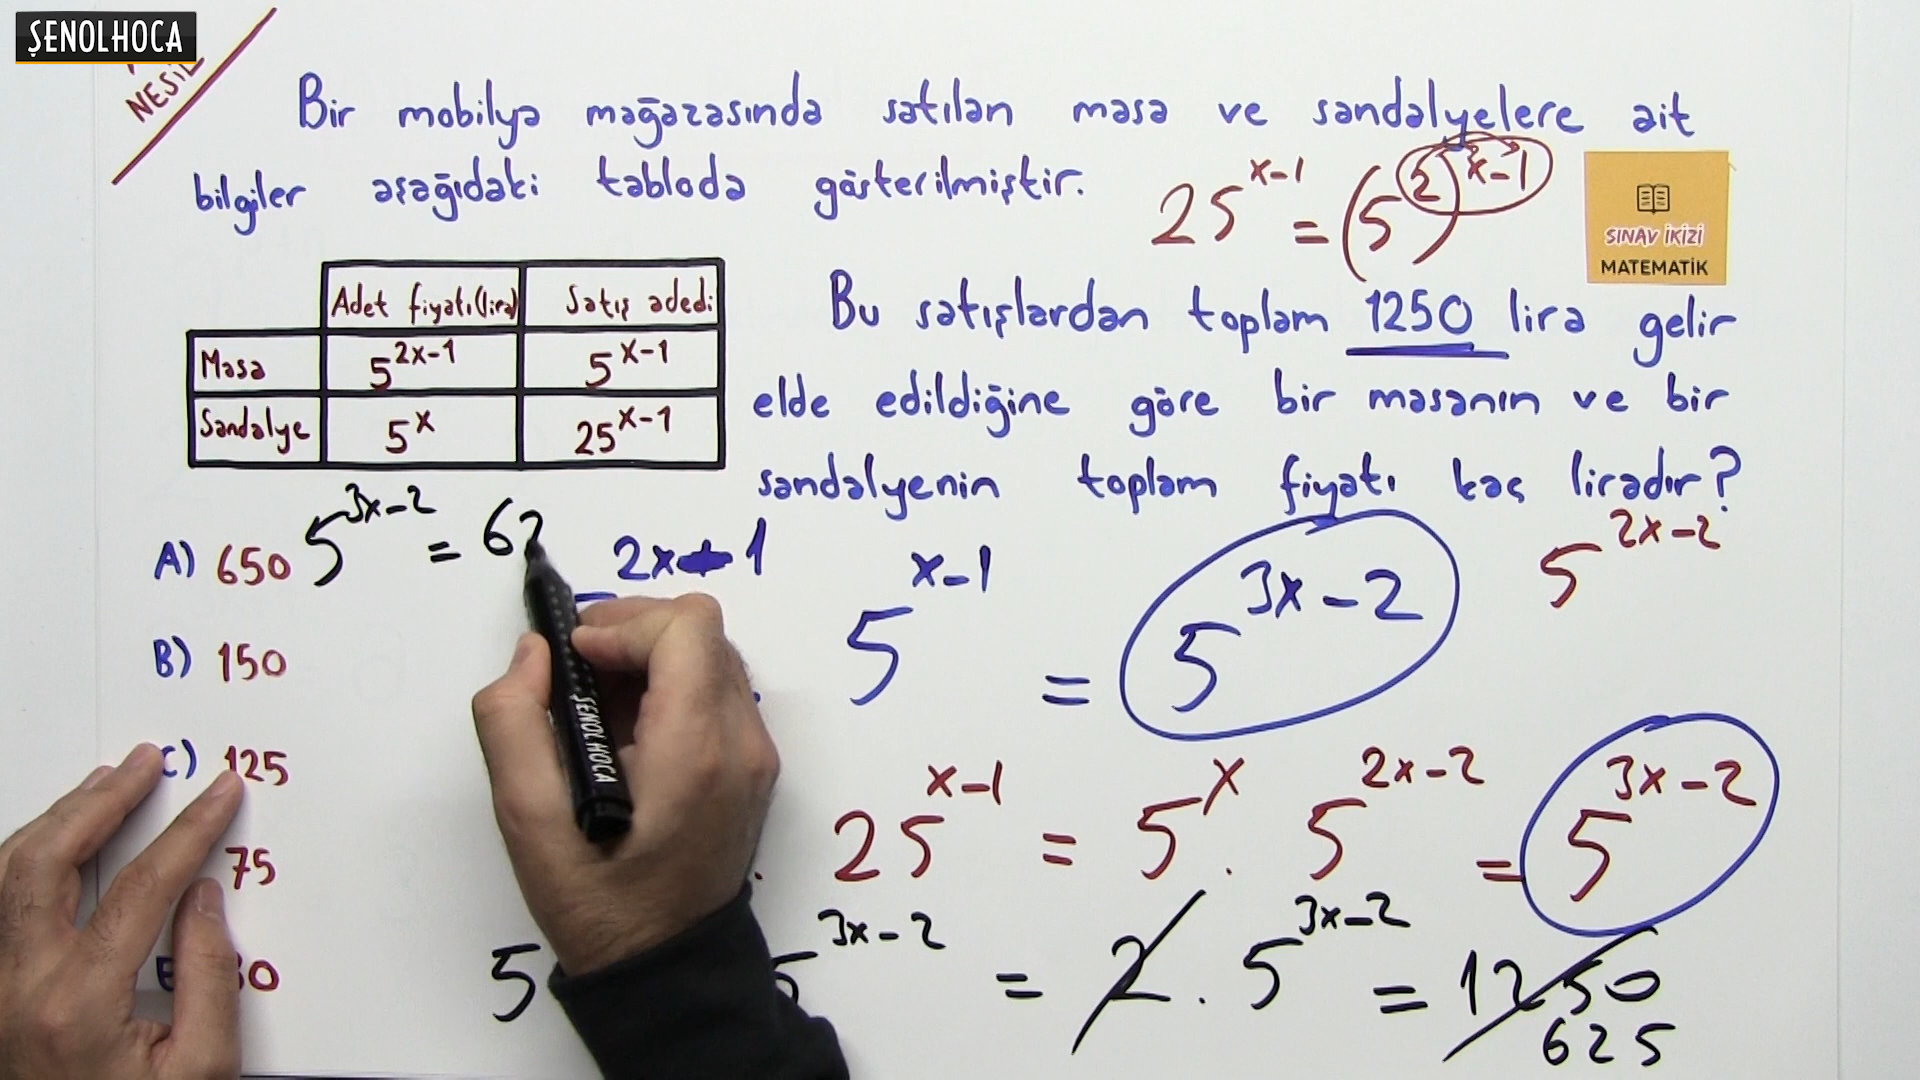 ŞENOLHOCA
NESİL
Bir mobilya mağazasında satılan masa ve sandalyelere ait
bilgiler aşağıdaki tabloda gösterilmiştir.
25^(x-1) = (5^2)^(x-1)
SINAV İKİZİ
MATEMATİK
Adet fiyatı(lira) Satış adedi
Masa 5^(2x-1) 5^(x-1)
Sandalye 5^x 25^(x-1)
Bu satışlardan toplam 1250 lira gelir
elde edildiğine göre bir masanın ve bir
sandalyenin toplam fiyatı kaç liradır?
5^(3x-2) = 62
A) 650
B) 150
C) 125
75
2x 1
. 5^(x-1) = 5^(3x-2)
5^(2x-2)
. 25^(x-1) = 5^x . 5^(2x-2) = 5^(3x-2)
5 5^(3x-2) = 2 . 5^(3x-2) = 1250
625
ŞENOLHOCA